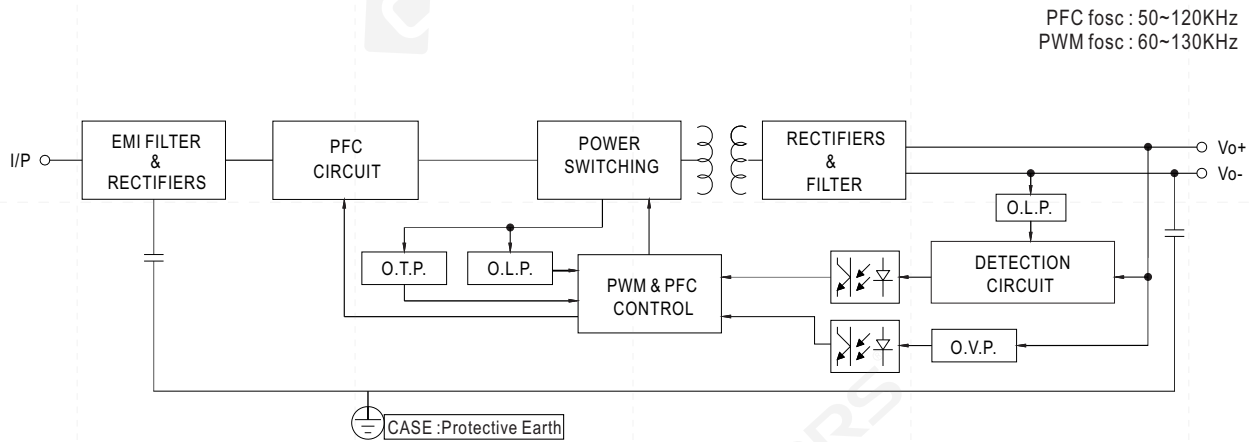 PFC fosc : 50~120KHz
PWM fosc : 60~130KHz
I/P
EMI FILTER
&
RECTIFIERS
PFC
CIRCUIT
POWER
SWITCHING
RECTIFIERS
&
FILTER
Vo+
Vo-
O.L.P.
O.T.P.
O.L.P.
PWM & PFC
CONTROL
DETECTION
CIRCUIT
O.V.P.
CASE :Protective Earth